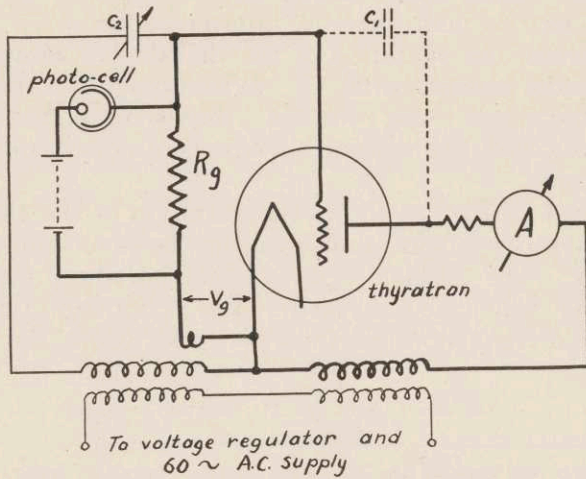 C₂
C₁
photo-cell
Rg
A
←Vg→
thyratron
To voltage regulator and
60 ~ A.C. Supply